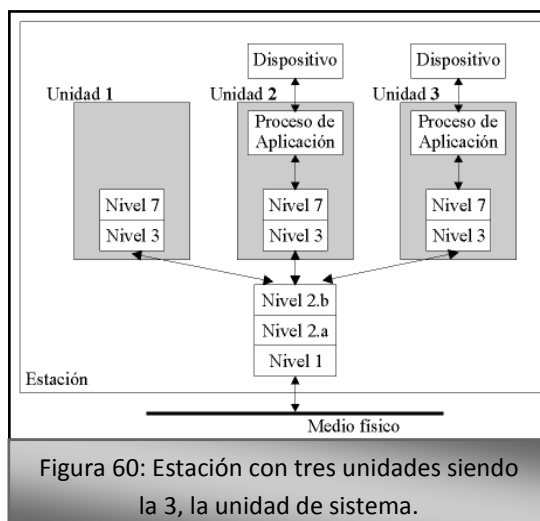 Dispositivo
Dispositivo
Unidad 1
Unidad 2
Unidad 3
Proceso de
Aplicación
Proceso de
Aplicación
Nivel 7
Nivel 3
Nivel 7
Nivel 3
Nivel 7
Nivel 3
Nivel 2.b
Nivel 2.a
Nivel 1
Estación
Medio físico
Figura 60: Estación con tres unidades siendo
la 3, la unidad de sistema.